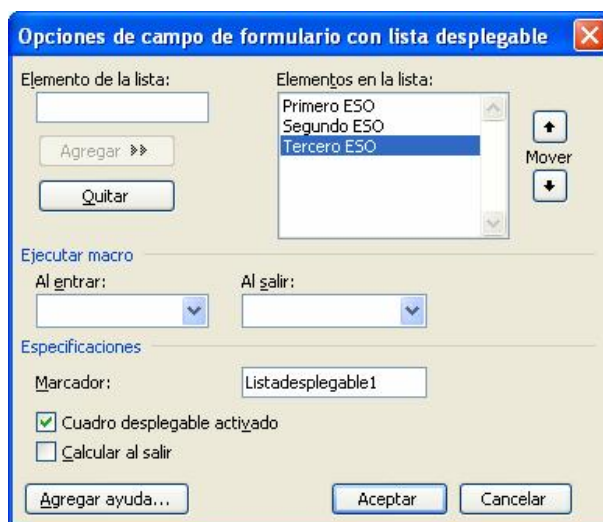 Opciones de campo de formulario con lista desplegable
Elemento de la lista:
Elementos en la lista:
Primero ESO
Segundo ESO
Tercero ESO
Agregar
Mover
Quitar
Ejecutar macro
Al entrar:
Al salir:
Especificaciones
Marcador:
Listadesplegable1
Cuadro desplegable activado
Calcular al salir
Agregar ayuda...
Aceptar
Cancelar